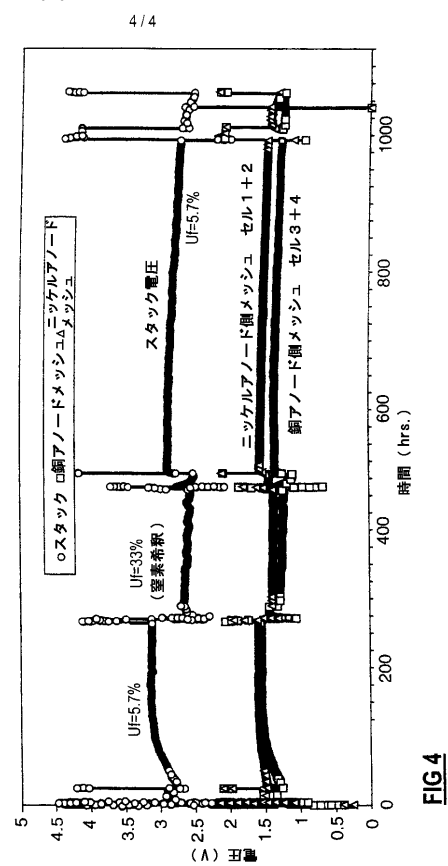 4/4
○スタック □銅アノードメッシュ△ニッケルアノード
メッシュ
Uf=5.7%
Uf=33%
(窒素希釈)
スタック電圧
Uf=5.7%
ニッケルアノード側メッシュ セル1+2
銅アノード側メッシュ セル3+4
電圧 (V)
4.5
4
3.5
3
2.5
2
1.5
1
0.5
0
200
400
600
800
1000
時間 (hrs.)
FIG 4